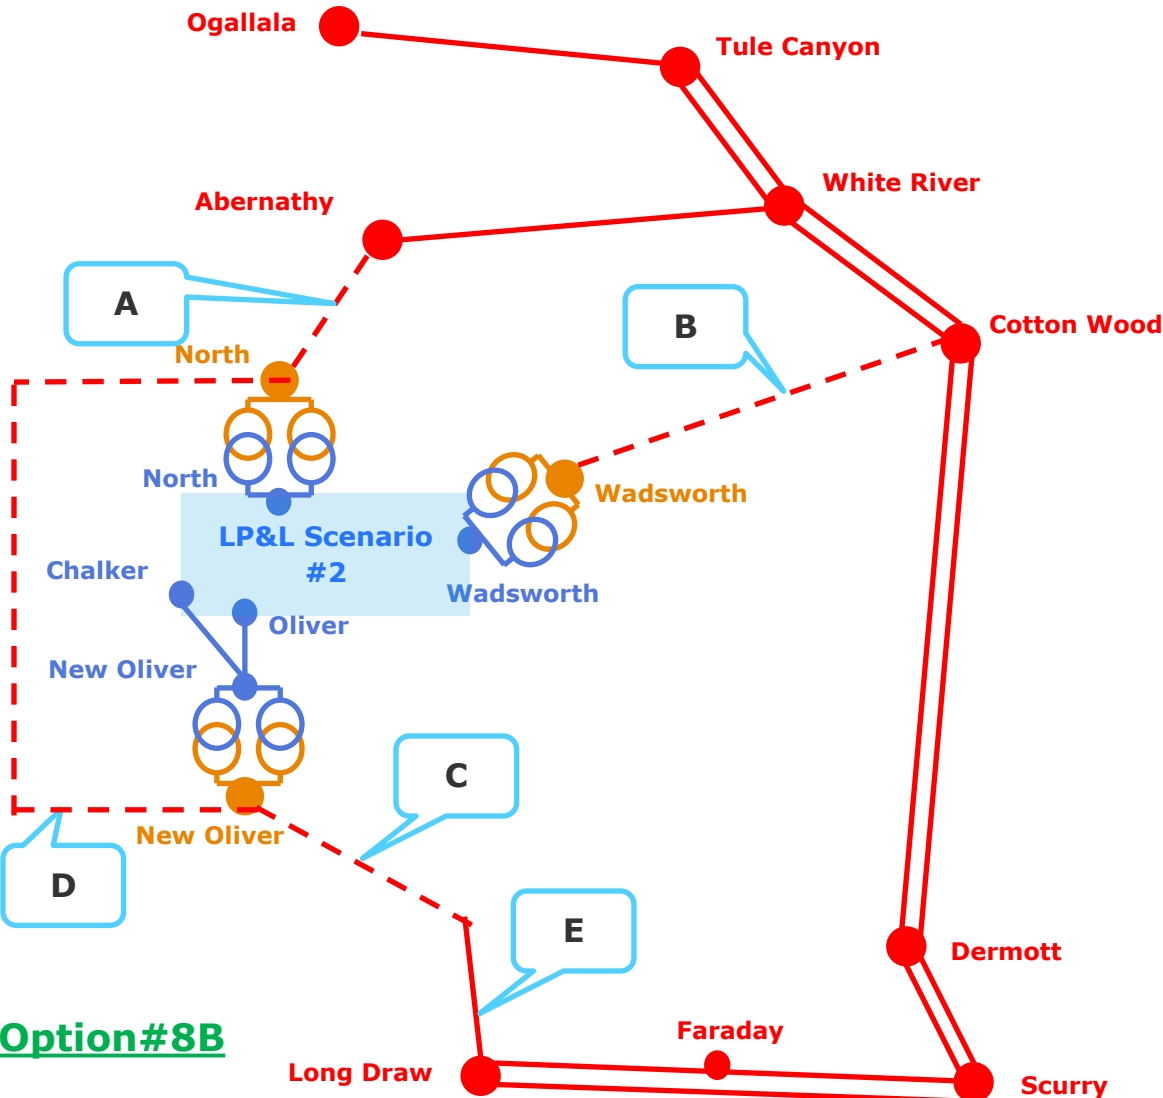 Ogallala
Tule Canyon
White River
Abernathy
A
B
Cotton Wood
North
North
Wadsworth
LP&L Scenario
#2
Chalker
Wadsworth
Oliver
New Oliver
C
New Oliver
D
E
Dermott
Option#8B
Faraday
Long Draw
Scurry